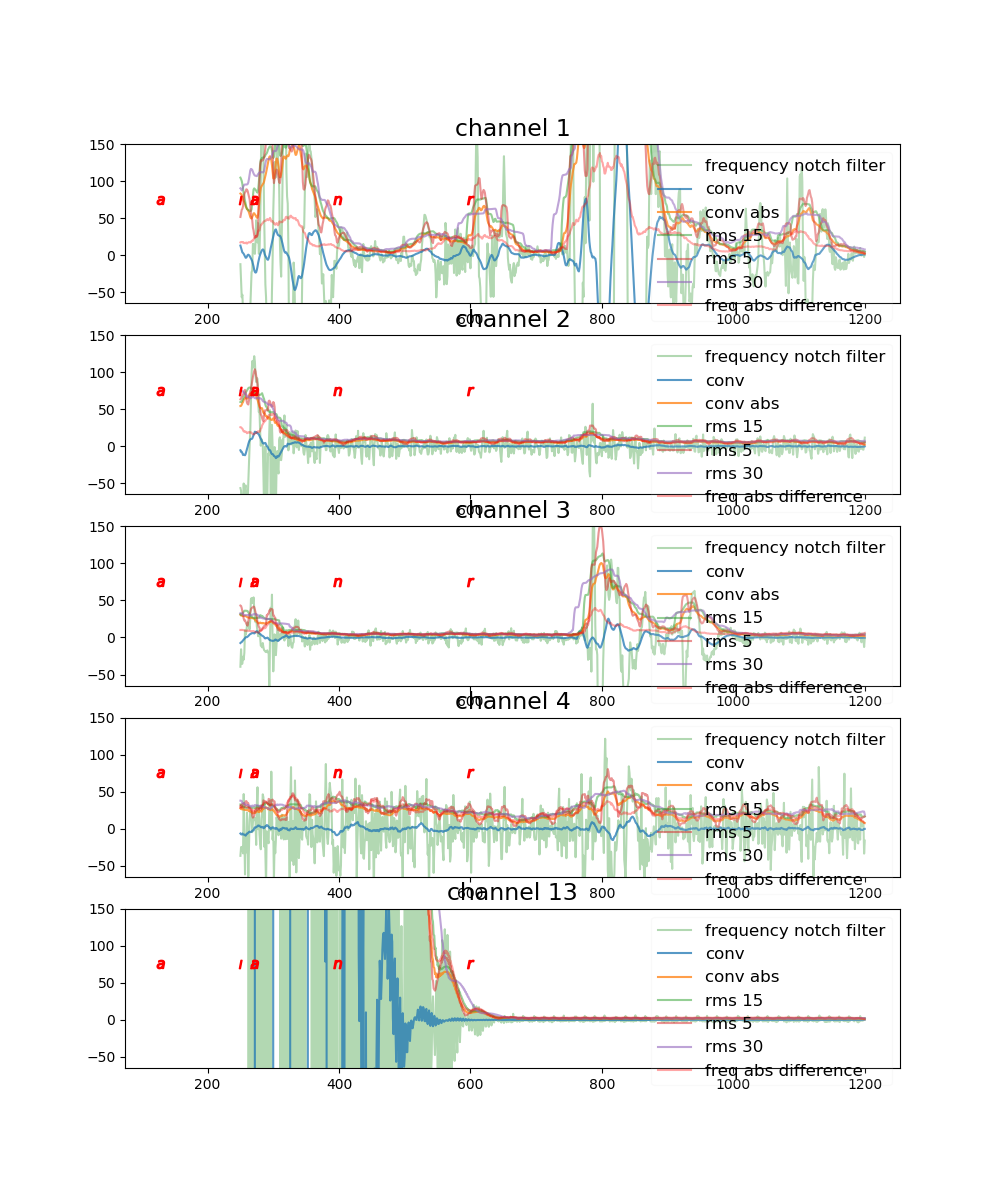 channel 1
150
100
50
0
−50
a
ı
a
n
r
frequency notch filter
conv
conv abs
rms 15
rms 5
rms 30
freq abs difference
200 400 600 800 1000 1200
channel 2
150
100
50
0
−50
a
ı
a
n
r
frequency notch filter
conv
conv abs
rms 15
rms 5
rms 30
freq abs difference
200 400 600 800 1000 1200
channel 3
150
100
50
0
−50
a
ı
a
n
r
frequency notch filter
conv
conv abs
rms 15
rms 5
rms 30
freq abs difference
200 400 600 800 1000 1200
channel 4
150
100
50
0
−50
a
ı
a
n
r
frequency notch filter
conv
conv abs
rms 15
rms 5
rms 30
freq abs difference
200 400 600 800 1000 1200
channel 13
150
100
50
0
−50
a
ı
a
n
r
frequency notch filter
conv
conv abs
rms 15
rms 5
rms 30
freq abs difference
200 400 600 800 1000 1200